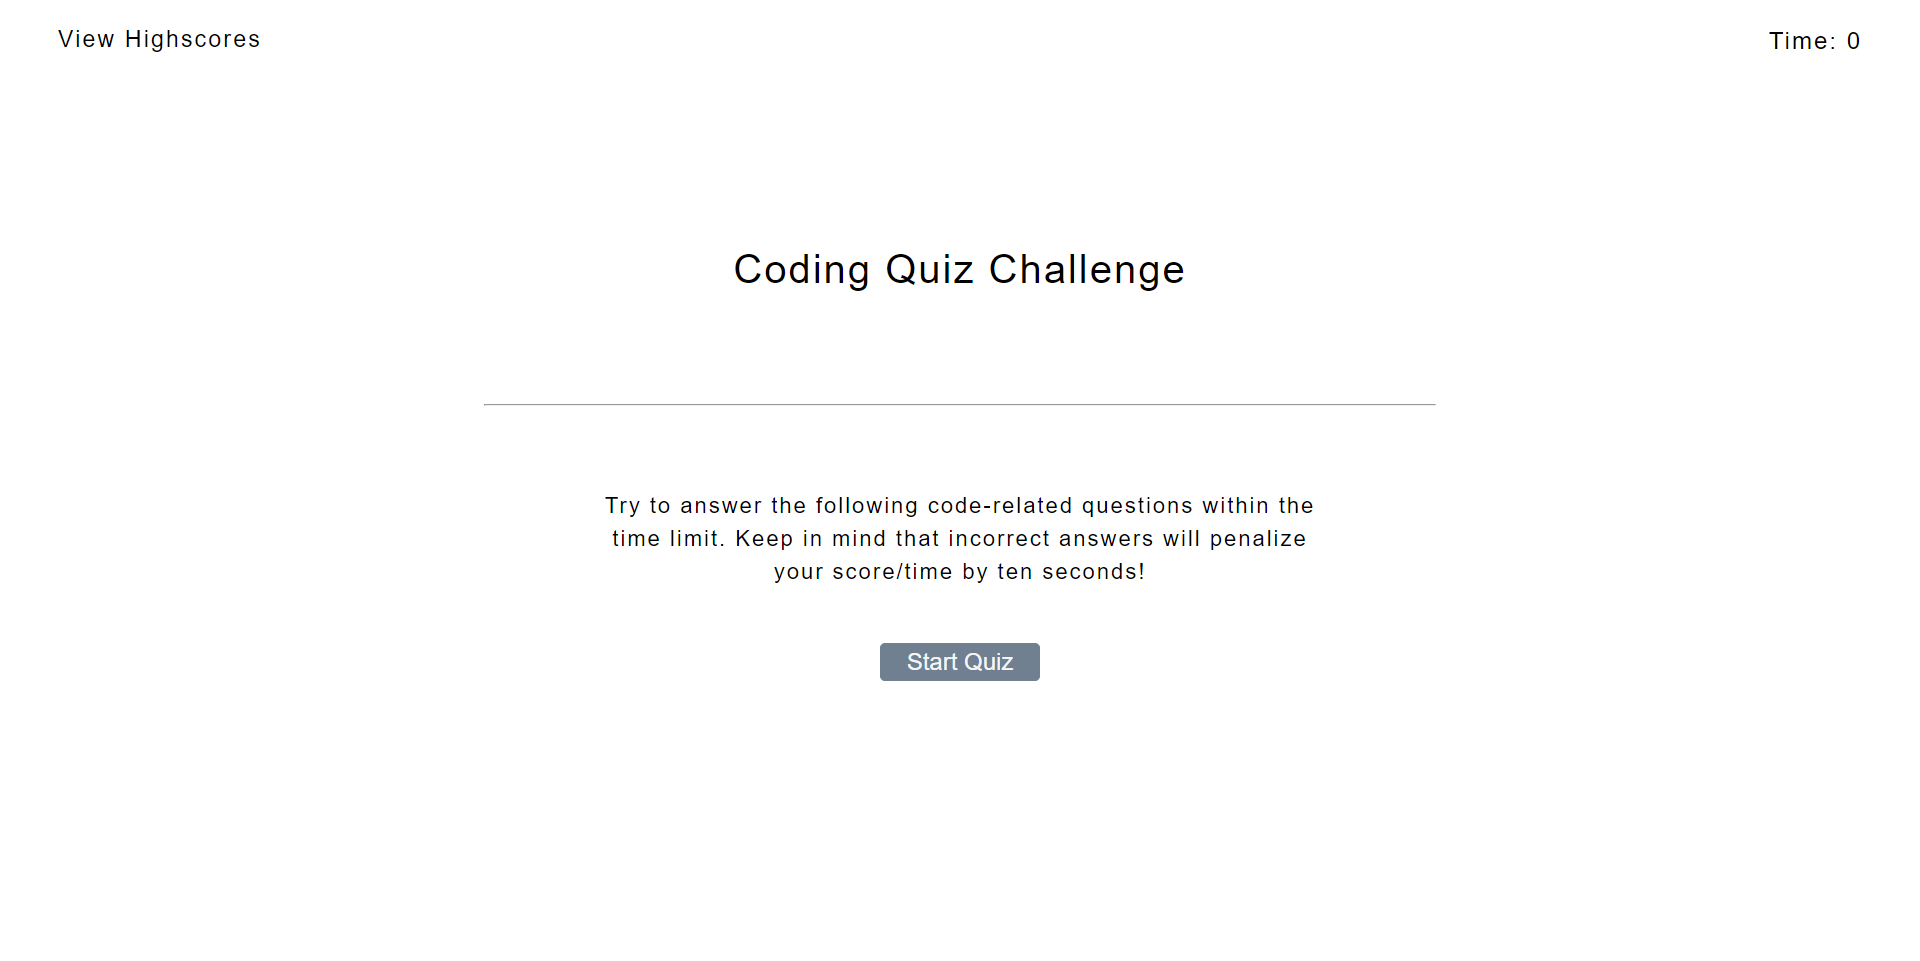 View Highscores
Time: 0
Coding Quiz Challenge
Try to answer the following code-related questions within the
time limit. Keep in mind that incorrect answers will penalize
your score/time by ten seconds!
Start Quiz